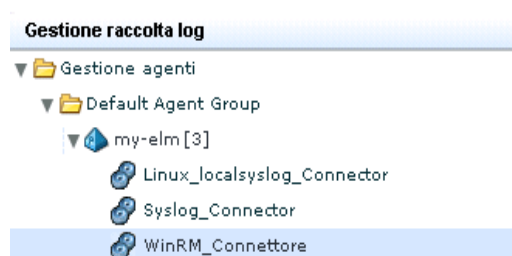 Gestione raccolta log
Gestione agenti
Default Agent Group
my-elm [3]
Linux_localsyslog_Connector
Syslog_Connector
WinRM_Connettore